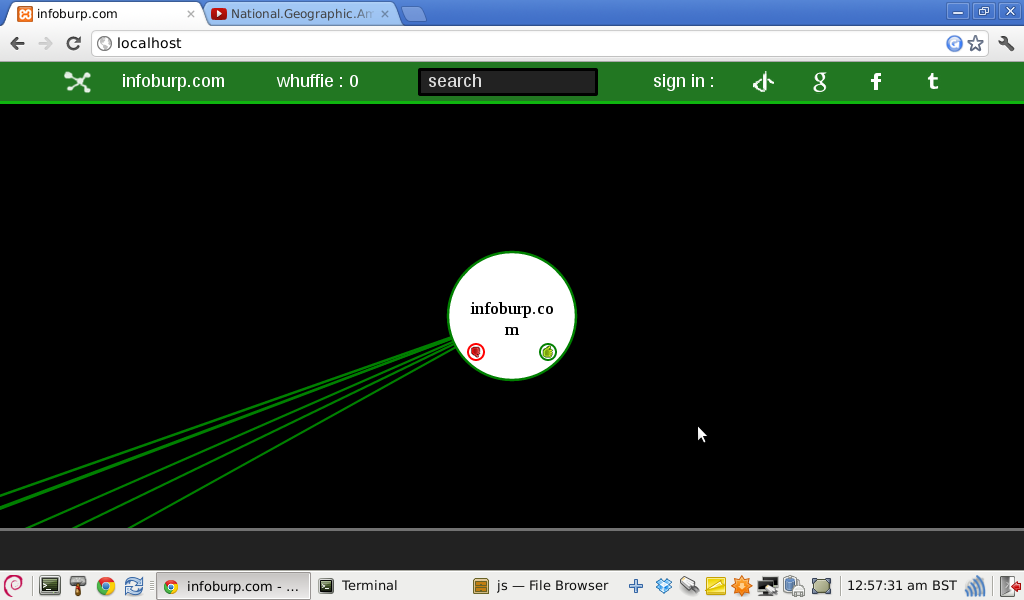 infoburp.com
National.Geographic.Am
localhost
infoburp.com
whuffie : 0
search
sign in :
g
f
t
infoburp.co
m
infoburp.com - ...
Terminal
js — File Browser
12:57:31 am BST